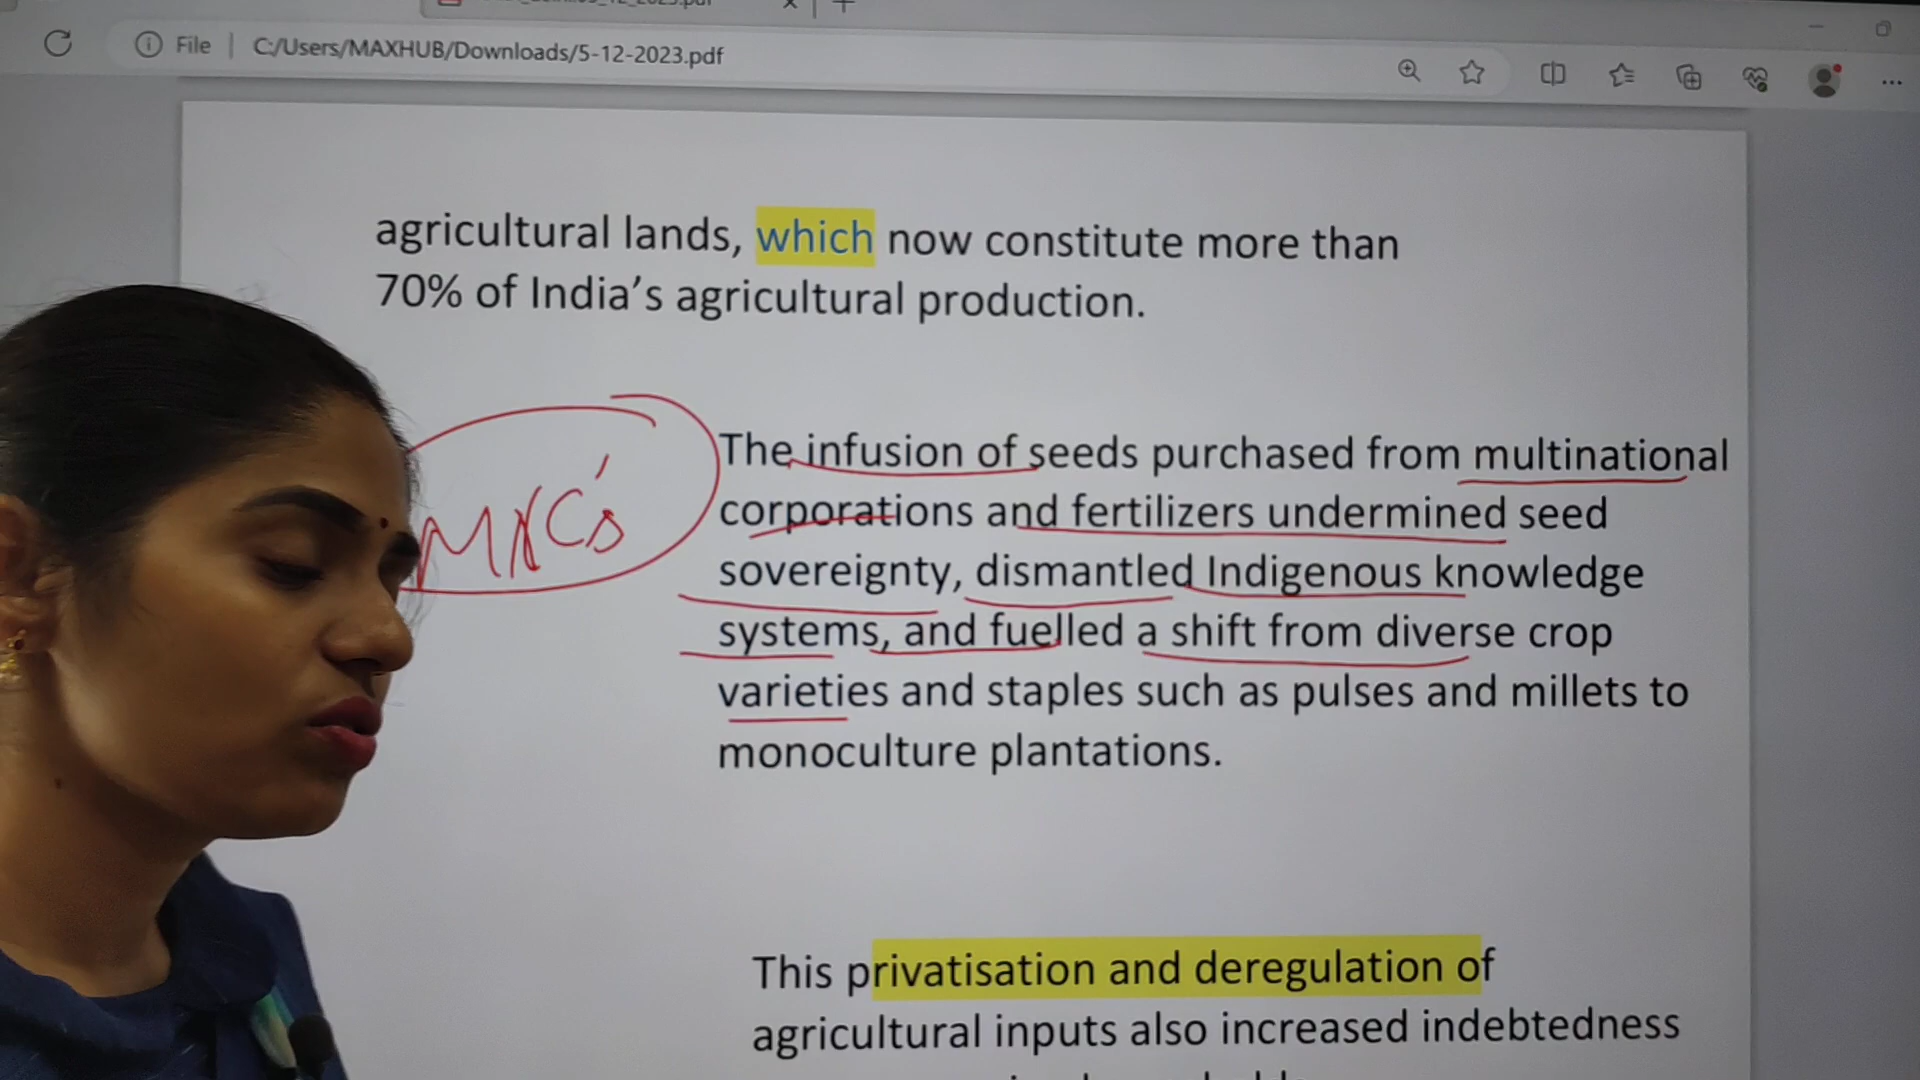 File | C:/Users/MAXHUB/Downloads/5-12-2023.pdf
agricultural lands, which now constitute more than
70% of India's agricultural production.
MNC's
The infusion of seeds purchased from multinational
corporations and fertilizers undermined seed
sovereignty, dismantled Indigenous knowledge
systems, and fuelled a shift from diverse crop
varieties and staples such as pulses and millets to
monoculture plantations.
This privatisation and deregulation of
agricultural inputs also increased indebtedness